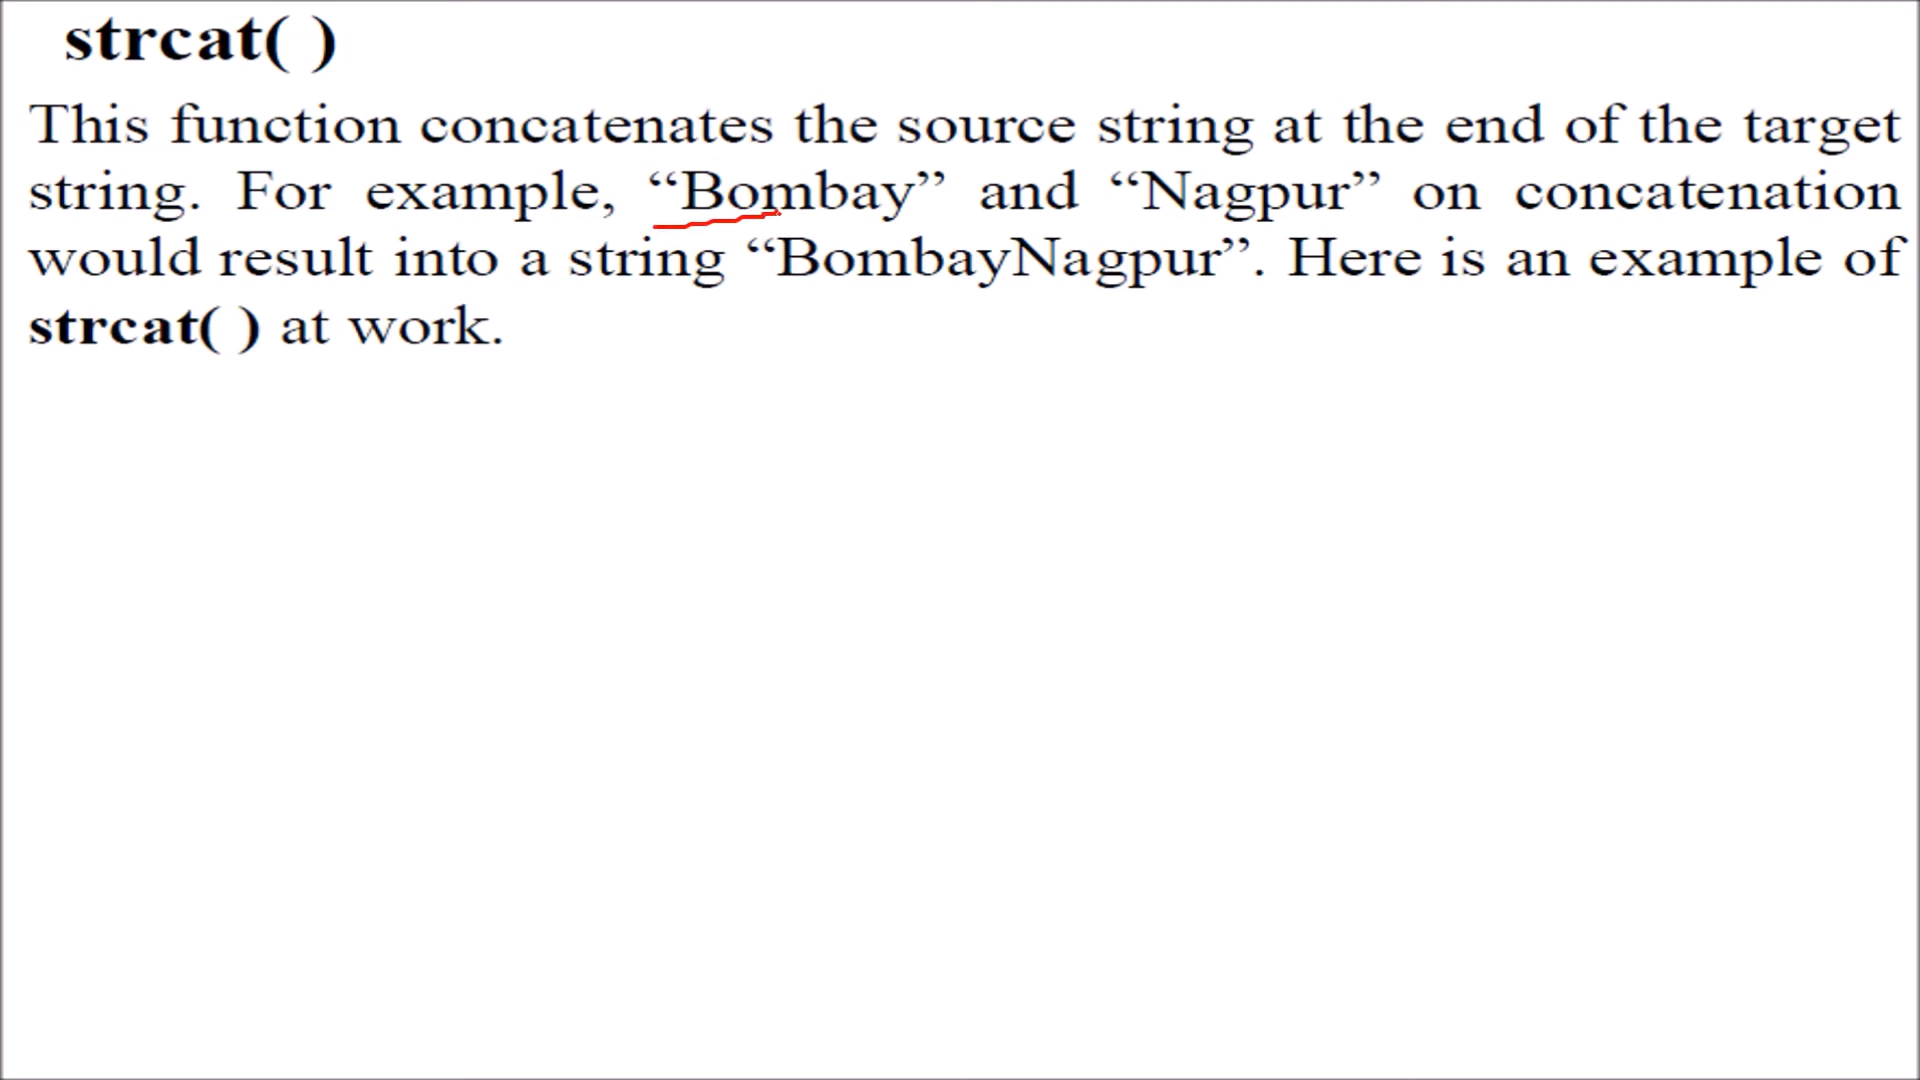 strcat( )
This function concatenates the source string at the end of the target
string. For example, “Bombay” and “Nagpur” on concatenation
would result into a string “BombayNagpur”. Here is an example of
strcat( ) at work.